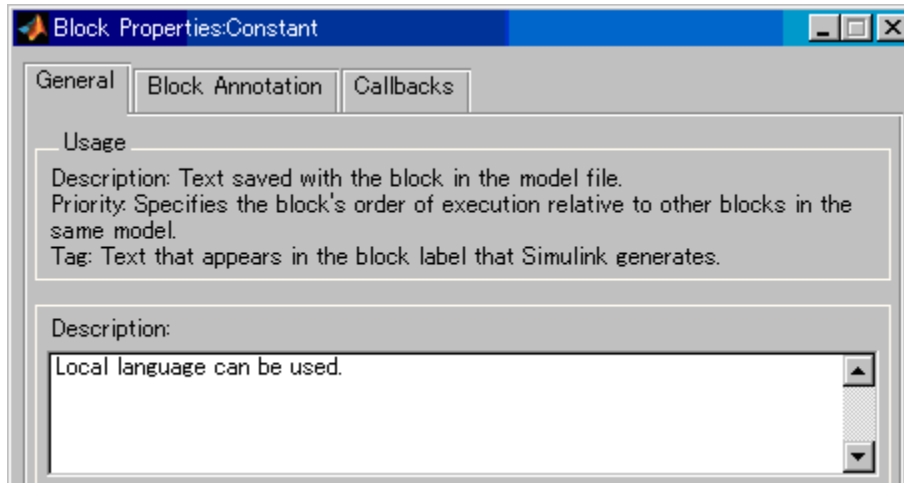 Block Properties:Constant
General Block Annotation Callbacks
Usage
Description: Text saved with the block in the model file.
Priority: Specifies the block's order of execution relative to other blocks in the
same model.
Tag: Text that appears in the block label that Simulink generates.
Description:
Local language can be used.